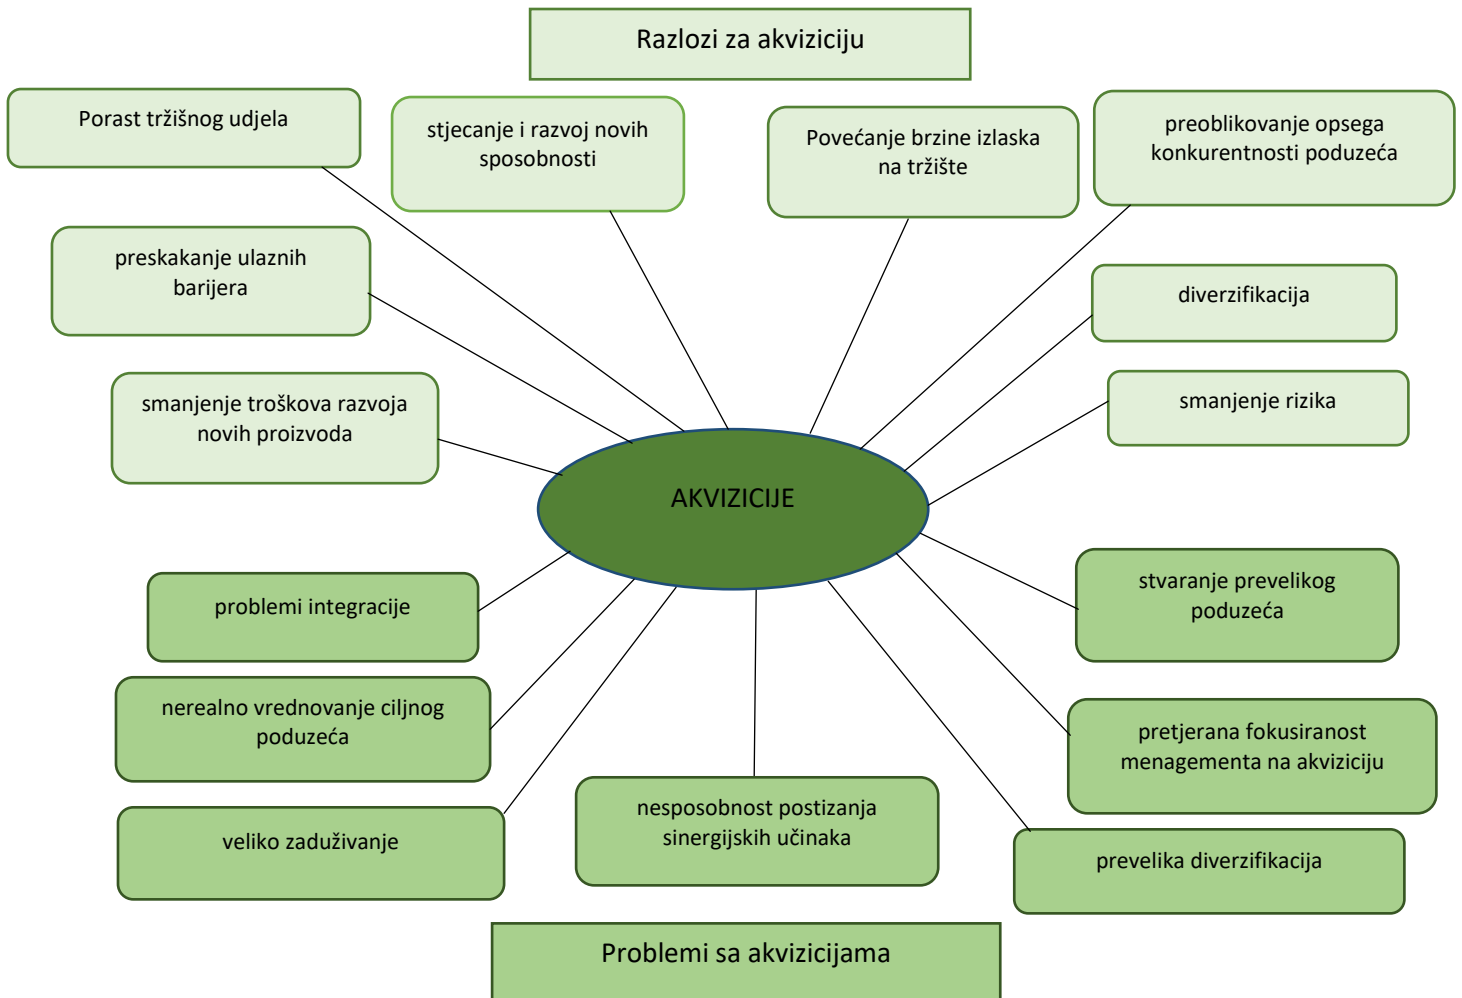 Razlozi za akviziciju
Porast tržišnog udjela
stjecanje i razvoj novih
sposobnosti
Povećanje brzine izlaska
na tržište
preoblikovanje opsega
konkurentnosti poduzeća
preskakanje ulaznih
barijera
diverzifikacija
smanjenje troškova razvoja
novih proizvoda
smanjenje rizika
AKVIZICIJE
problemi integracije
stvaranje prevelikog
poduzeća
nerealno vrednovanje ciljnog
poduzeća
pretjerana fokusiranost
menagementa na akviziciju
veliko zaduživanje
nesposobnost postizanja
sinergijskih učinaka
prevelika diverzifikacija
Problemi sa akvizicijama